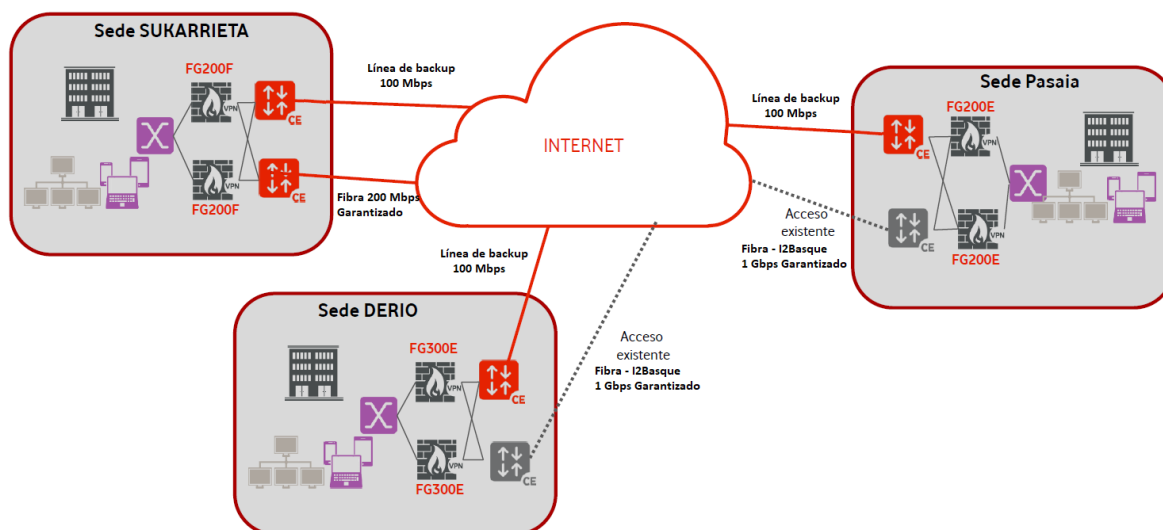 Sede SUKARRIETA
FG200F
VPN
CE
VPN
CE
FG200F
Línea de backup
100 Mbps
Fibra 200 Mbps
Garantizado
INTERNET
Línea de backup
100 Mbps
Sede Pasaia
FG200E
CE
VPN
CE
VPN
FG200E
Acceso
existente
Fibra - I2Basque
1 Gbps Garantizado
Línea de backup
100 Mbps
Sede DERIO
FG300E
VPN
CE
VPN
CE
FG300E
Acceso
existente
Fibra - I2Basque
1 Gbps Garantizado